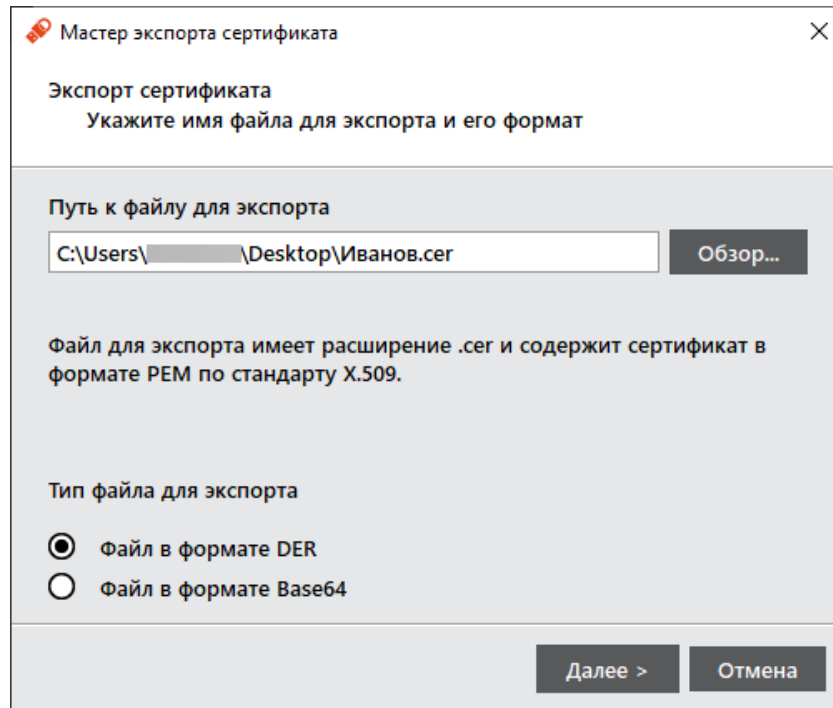 Мастер экспорта сертификата
Экспорт сертификата
Укажите имя файла для экспорта и его формат
Путь к файлу для экспорта
C:\Users\ \Desktop\Иванов.cer
Обзор...
Файл для экспорта имеет расширение .cer и содержит сертификат в
формате PEM по стандарту X.509.
Тип файла для экспорта
Файл в формате DER
Файл в формате Base64
Далее >
Отмена